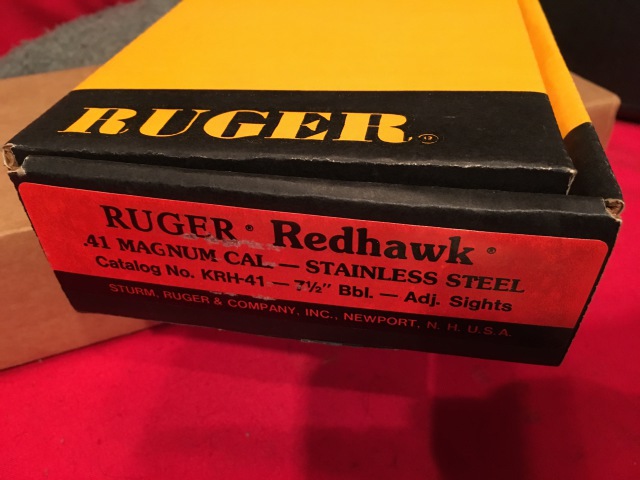 RUGER®
RUGER® Redhawk®
.41 MAGNUM CAL. — STAINLESS STEEL
Catalog No. KRH-41 — 7½" Bbl. — Adj. Sights
STURM, RUGER & COMPANY, INC., NEWPORT, N. H. U.S.A.